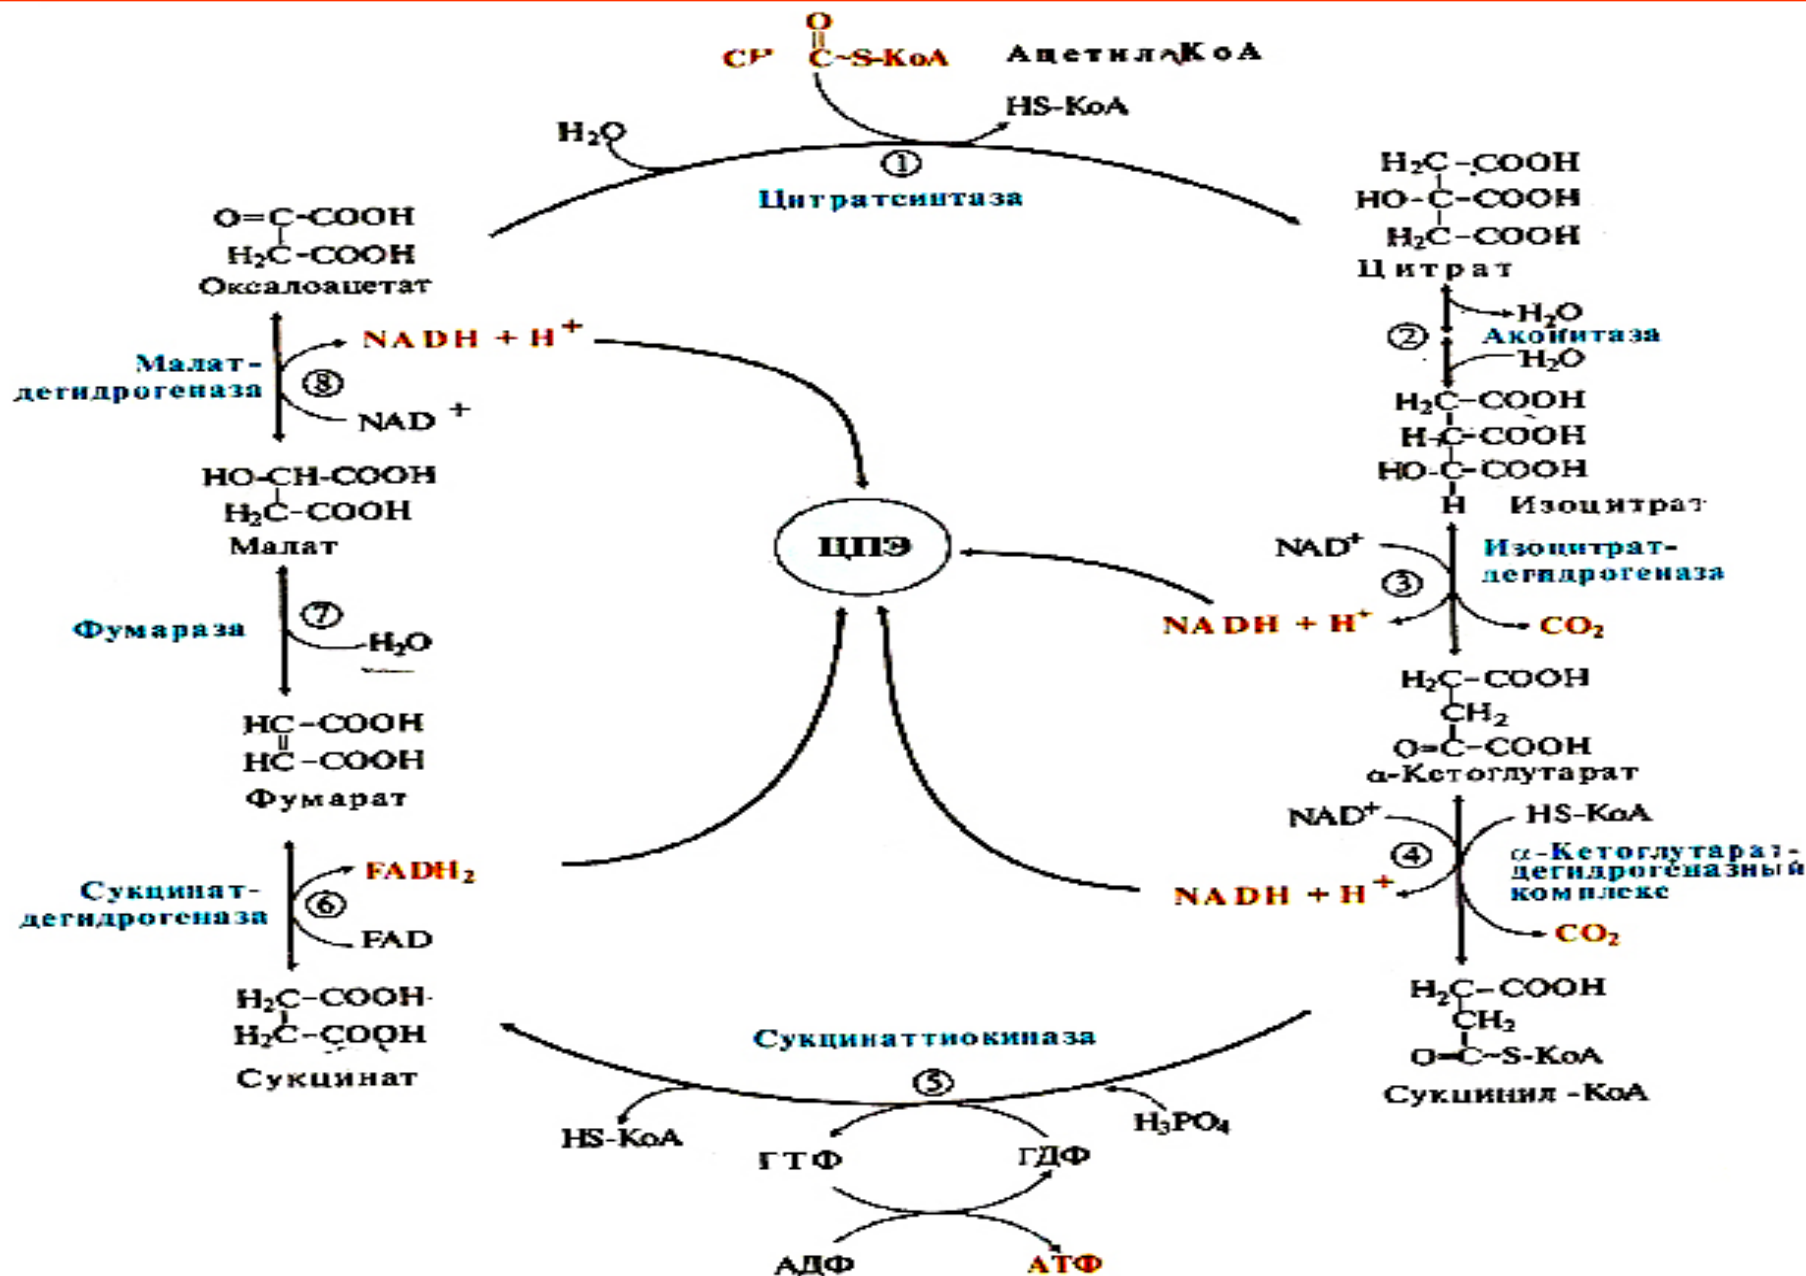 O
C~S-KoA Ацетил~КоА
HS-KoA
H₂O
①
Цитратсинтаза
H₂C-COOH
HO-C-COOH
H₂C-COOH
Цитрат
H₂O
② Аконитаза
H₂O
H₂C-COOH
H-C-COOH
HO-C-COOH
H Изоцитрат
NAD⁺ Изоцитрат-
③ дегидрогеназа
NADH + H⁺ CO₂
H₂C-COOH
CH₂
O=C-COOH
α-Кетоглутарат
NAD⁺ HS-KoA
④ α-Кетоглутарат-
дегидрогеназный
комплекс
NADH + H⁺
CO₂
H₂C-COOH
CH₂
O=C~S-KoA
Сукцинил-КоА
Сукцинаттиокиназа
⑤
H₃PO₄
HS-KoA
ГТФ ГДФ
АДФ АТФ
H₂C-COOH
H₂C-COOH
Сукцинат
Сукцинат-
дегидрогеназа
⑥
FADH₂
FAD
HC-COOH
HC-COOH
Фумарат
Фумараза
⑦
H₂O
HO-CH-COOH
H₂C-COOH
Малат
Малат-
дегидрогеназа
⑧
NADH + H⁺
NAD⁺
O=C-COOH
H₂C-COOH
Оксалоацетат
ЦПЭ